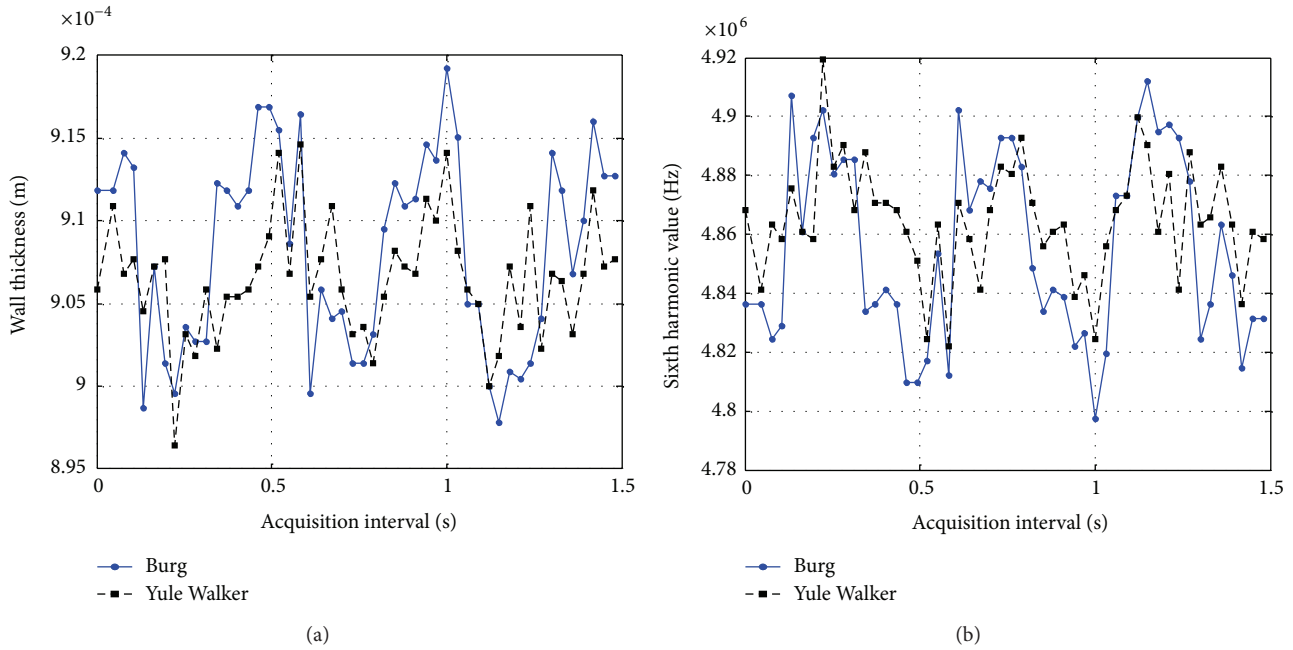 ×10−4
9.2
9.15
9.1
9.05
9
8.95
Wall thickness (m)
0
0.5
1
1.5
Acquisition interval (s)
Burg
Yule Walker
(a)
×10 6
4.92
4.9
4.88
4.86
4.84
4.82
4.8
4.78
Sixth harmonic value (Hz)
0
0.5
1
1.5
Acquisition interval (s)
Burg
Yule Walker
(b)